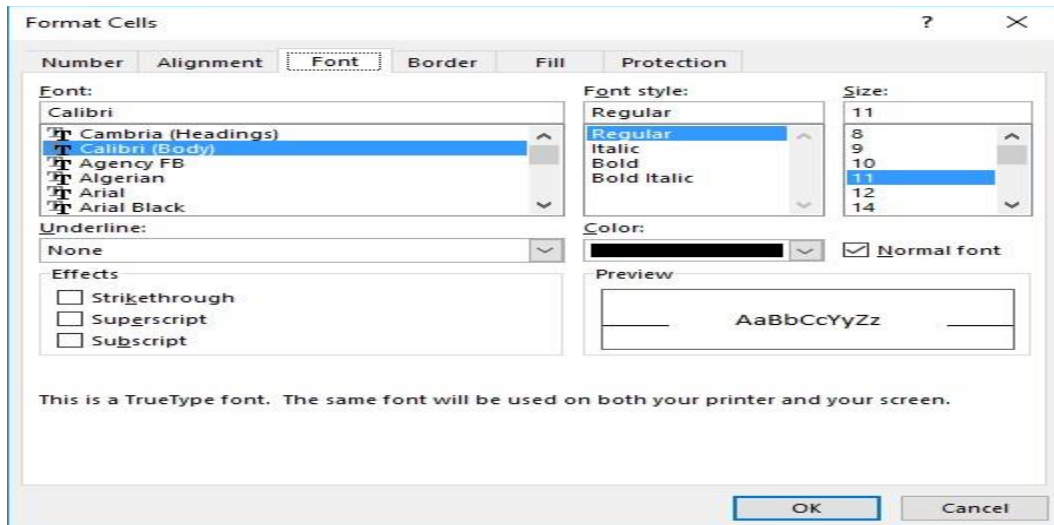 Format Cells ?
Number Alignment Font Border Fill Protection
Font: Font style: Size:
Calibri Regular 11
Cambria (Headings) Regular 8
Calibri (Body) Italic 9
Agency FB Bold 10
Algerian Bold Italic 11
Arial 12
Arial Black 14
Underline: Color:
None Normal font
Effects Preview
Strikethrough
Superscript AaBbCcYyZz
Subscript
This is a TrueType font. The same font will be used on both your printer and your screen.
OK Cancel